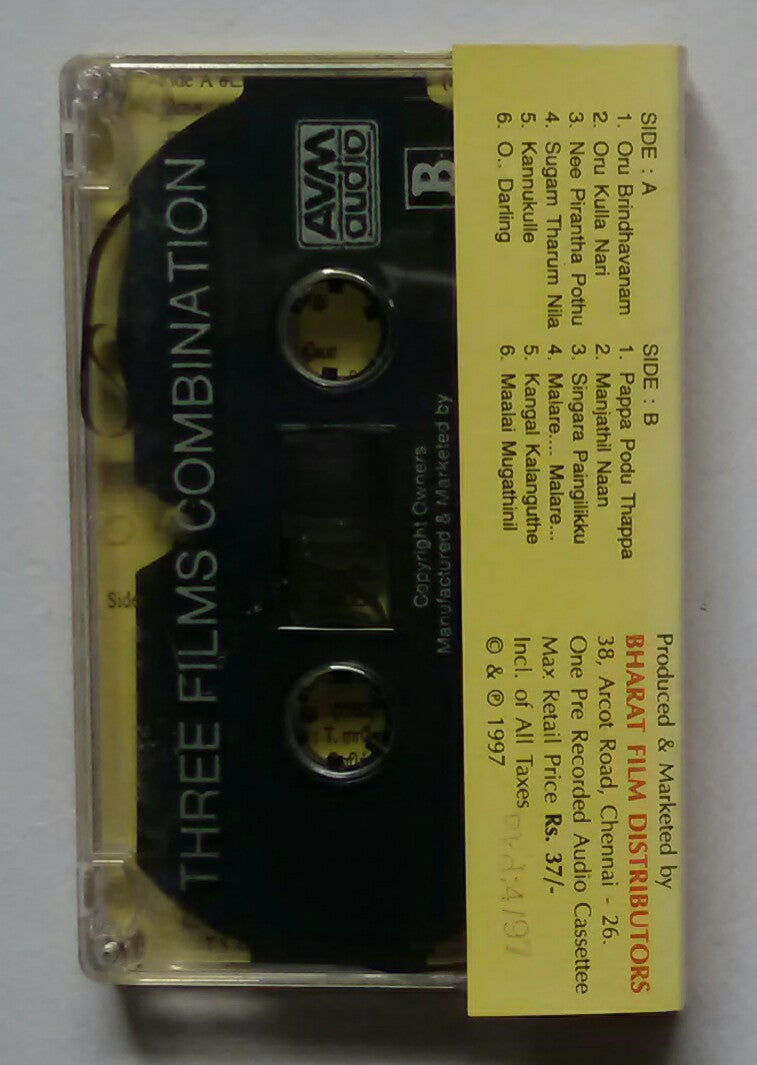 SIDE : A
1. Oru Brindhavanam
2. Oru Kulla Nari
3. Nee Pirantha Pothu
4. Sugam Tharum Nila
5. Kannukulle
6. O.. Darling
SIDE : B
1. Pappa Podu Thappa
2. Manjathil Naan
3. Singara Paingilikku
4. Malare.... Malare...
5. Kangal Kalanguthe
6. Maalai Mugathinil
Produced & Marketed by
BHARAT FILM DISTRIBUTORS
38, Arcot Road, Chennai - 26.
One Pre Recorded Audio Cassettee
Max. Retail Price Rs. 37/-
Incl. of All Taxes
© & ℗ 1997
B
AVM
audio
Manufactured & Marketed by
Copyright Owners
THREE FILMS COMBINATION
Side A
Side